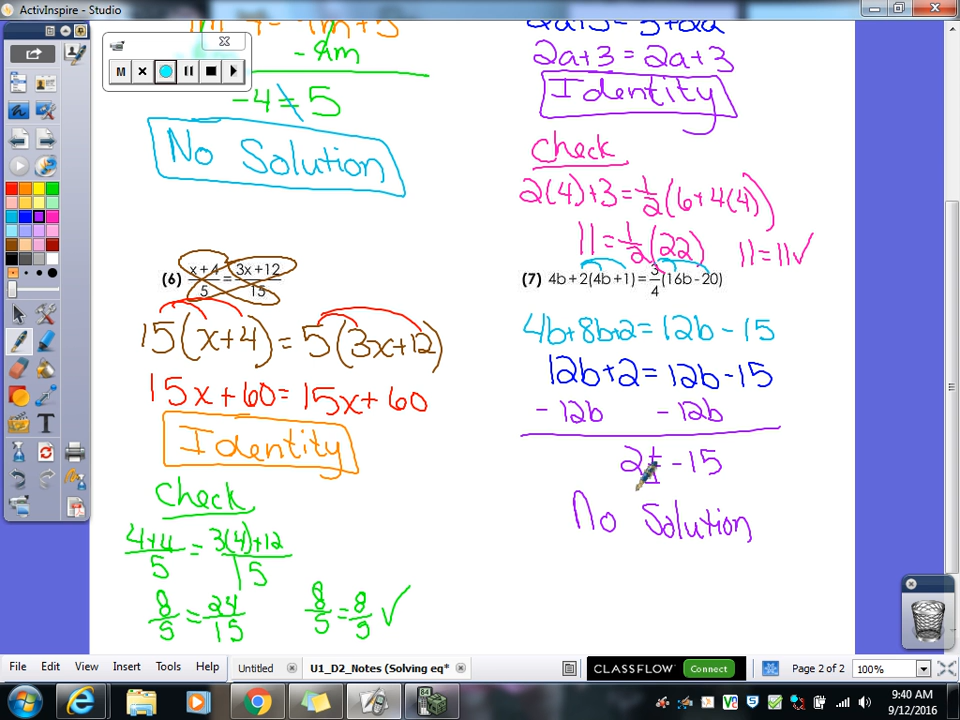 ActivInspire - Studio
- 4m
-4 = 5
No Solution
2a+3 = 2a+3
Identity
Check
2(4)+3 = 1/2(6+4(4))
11 = 1/2(22) 11=11✓
(6) x+4/5 = 3x+12/15
15(x+4) = 5(3x+12)
15x+60 = 15x+60
Identity
Check
4+4/5 = 3(4)+12/15
8/5 = 24/15 8/5 = 8/5 ✓
(7) 4b + 2(4b+1) = 3/4(16b - 20)
4b+8b+2 = 12b - 15
12b+2 = 12b-15
- 12b - 12b
2 ≠ -15
No Solution
File Edit View Insert Tools Help Untitled U1_D2_Notes (Solving eq* CLASSFLOW Connect Page 2 of 2 100%
9:40 AM
9/12/2016